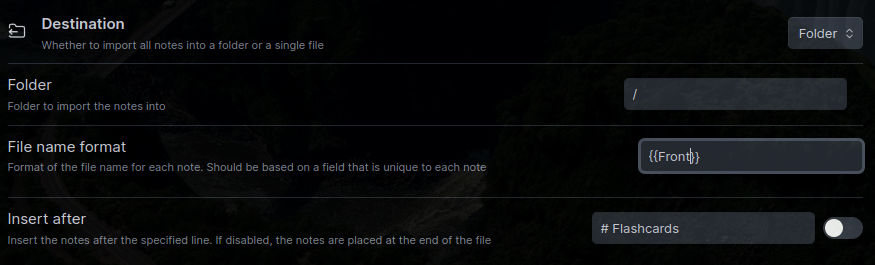 Destination
Whether to import all notes into a folder or a single file
Folder
Folder
Folder to import the notes into
/
File name format
Format of the file name for each note. Should be based on a field that is unique to each note
{{Front}}
Insert after
Insert the notes after the specified line. If disabled, the notes are placed at the end of the file
# Flashcards